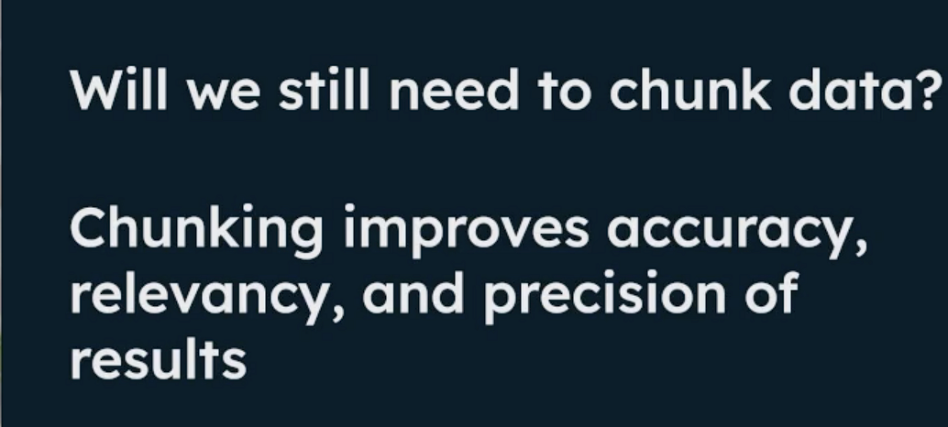 Will we still need to chunk data?
Chunking improves accuracy,
relevancy, and precision of
results